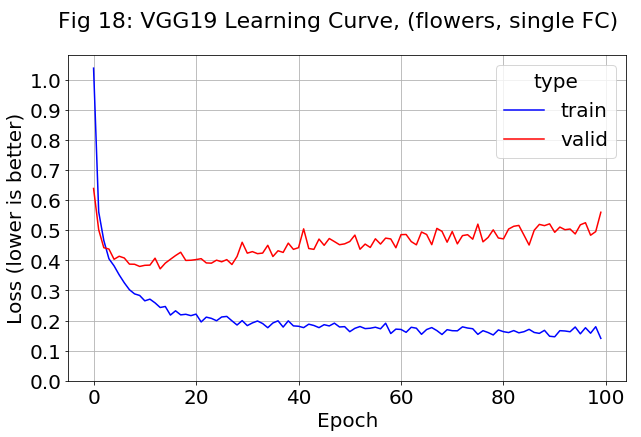 Fig 18: VGG19 Learning Curve, (flowers, single FC)
type
train
valid
Loss (lower is better)
1.0
0.9
0.8
0.7
0.6
0.5
0.4
0.3
0.2
0.1
0.0
0 20 40 60 80 100
Epoch